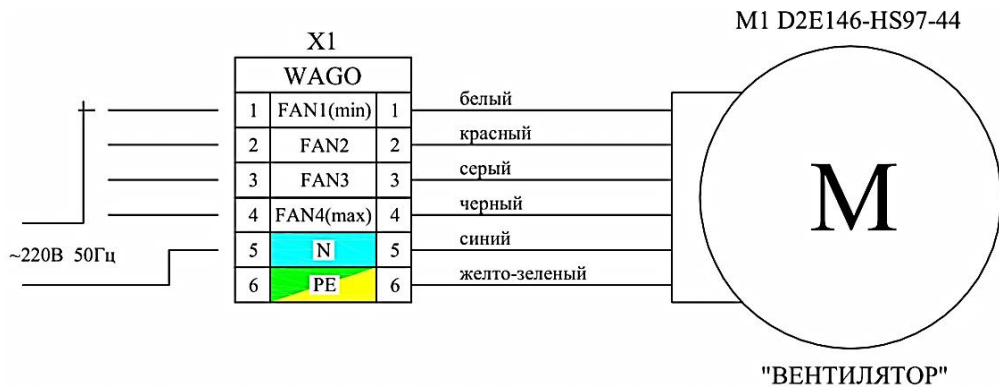 М1 D2E146-HS97-44
X1
WAGO
1 FAN1(min) 1 белый
2 FAN2 2 красный
3 FAN3 3 серый
4 FAN4(max) 4 черный
5 N 5 синий
~220В 50Гц
6 PE 6 желто-зеленый
М
"ВЕНТИЛЯТОР"